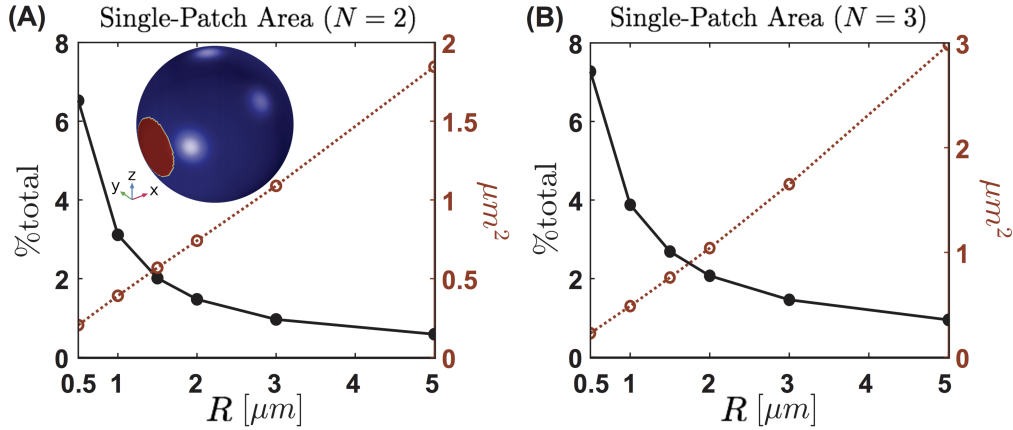 (A) Single-Patch Area (N = 2)
8
6
4
2
0
%total
2
1.5
1
0.5
0
μm²
z
y
x
0.5 1 2 3 4 5
R [μm]
(B) Single-Patch Area (N = 3)
8
6
4
2
0
%total
3
2
1
0
μm²
0.5 1 2 3 4 5
R [μm]